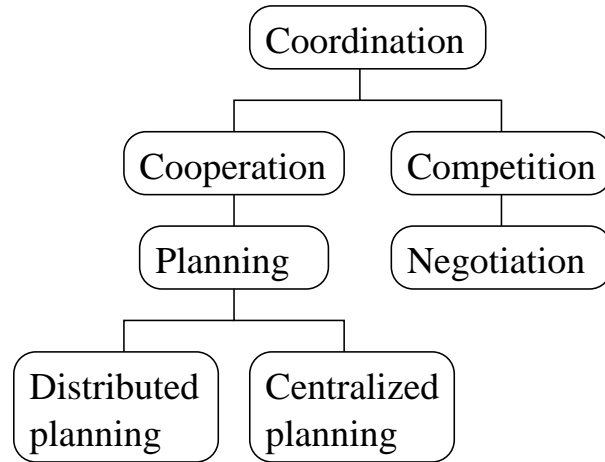 Coordination
Cooperation
Competition
Planning
Negotiation
Distributed
planning
Centralized
planning